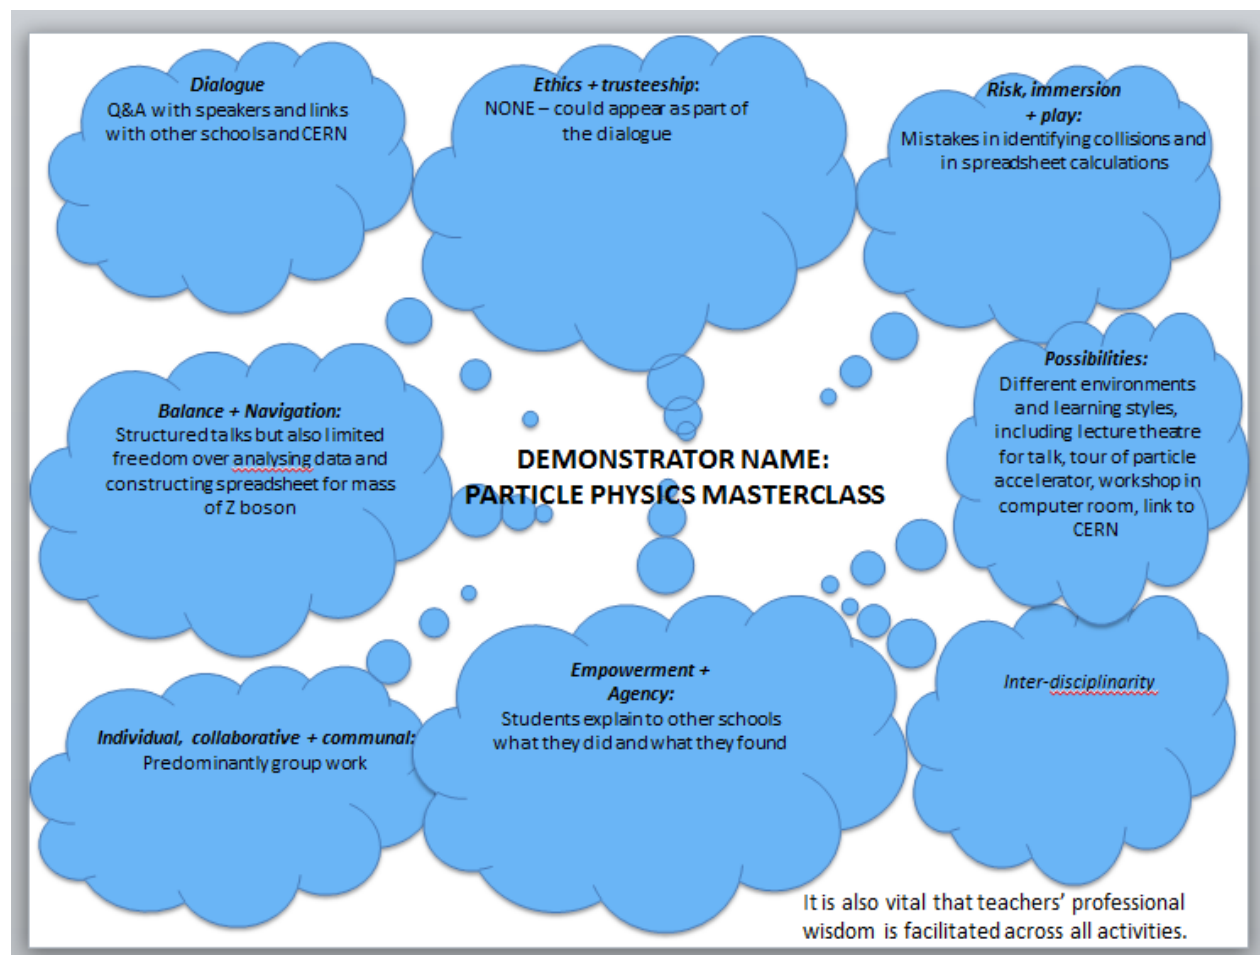 Dialogue
Q&A with speakers and links
with other schools and CERN
Ethics + trusteeship:
NONE – could appear as part of
the dialogue
Risk, immersion
+ play:
Mistakes in identifying collisions and
in spreadsheet calculations
Balance + Navigation:
Structured talks but also limited
freedom over analysing data and
constructing spreadsheet for mass
of Z boson
DEMONSTRATOR NAME:
PARTICLE PHYSICS MASTERCLASS
Possibilities:
Different environments
and learning styles,
including lecture theatre
for talk, tour of particle
accelerator, workshop in
computer room, link to
CERN
Individual, collaborative + communal:
Predominantly group work
Empowerment +
Agency:
Students explain to other schools
what they did and what they found
Inter-disciplinarity
It is also vital that teachers’ professional
wisdom is facilitated across all activities.